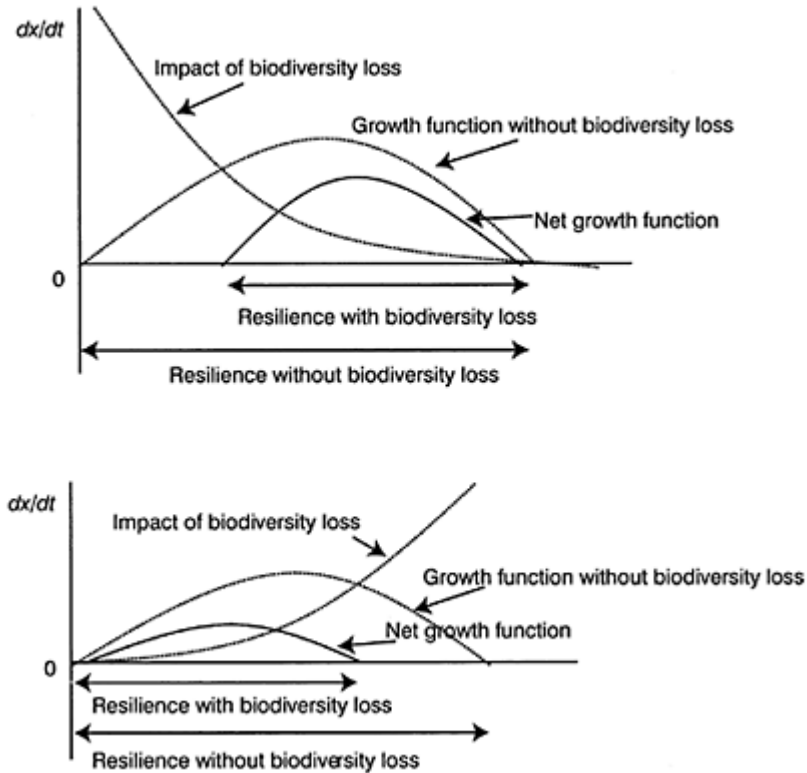 dx/dt
Impact of biodiversity loss
Growth function without biodiversity loss
Net growth function
0
Resilience with biodiversity loss
Resilience without biodiversity loss
dx/dt
Impact of biodiversity loss
Growth function without biodiversity loss
Net growth function
0
Resilience with biodiversity loss
Resilience without biodiversity loss